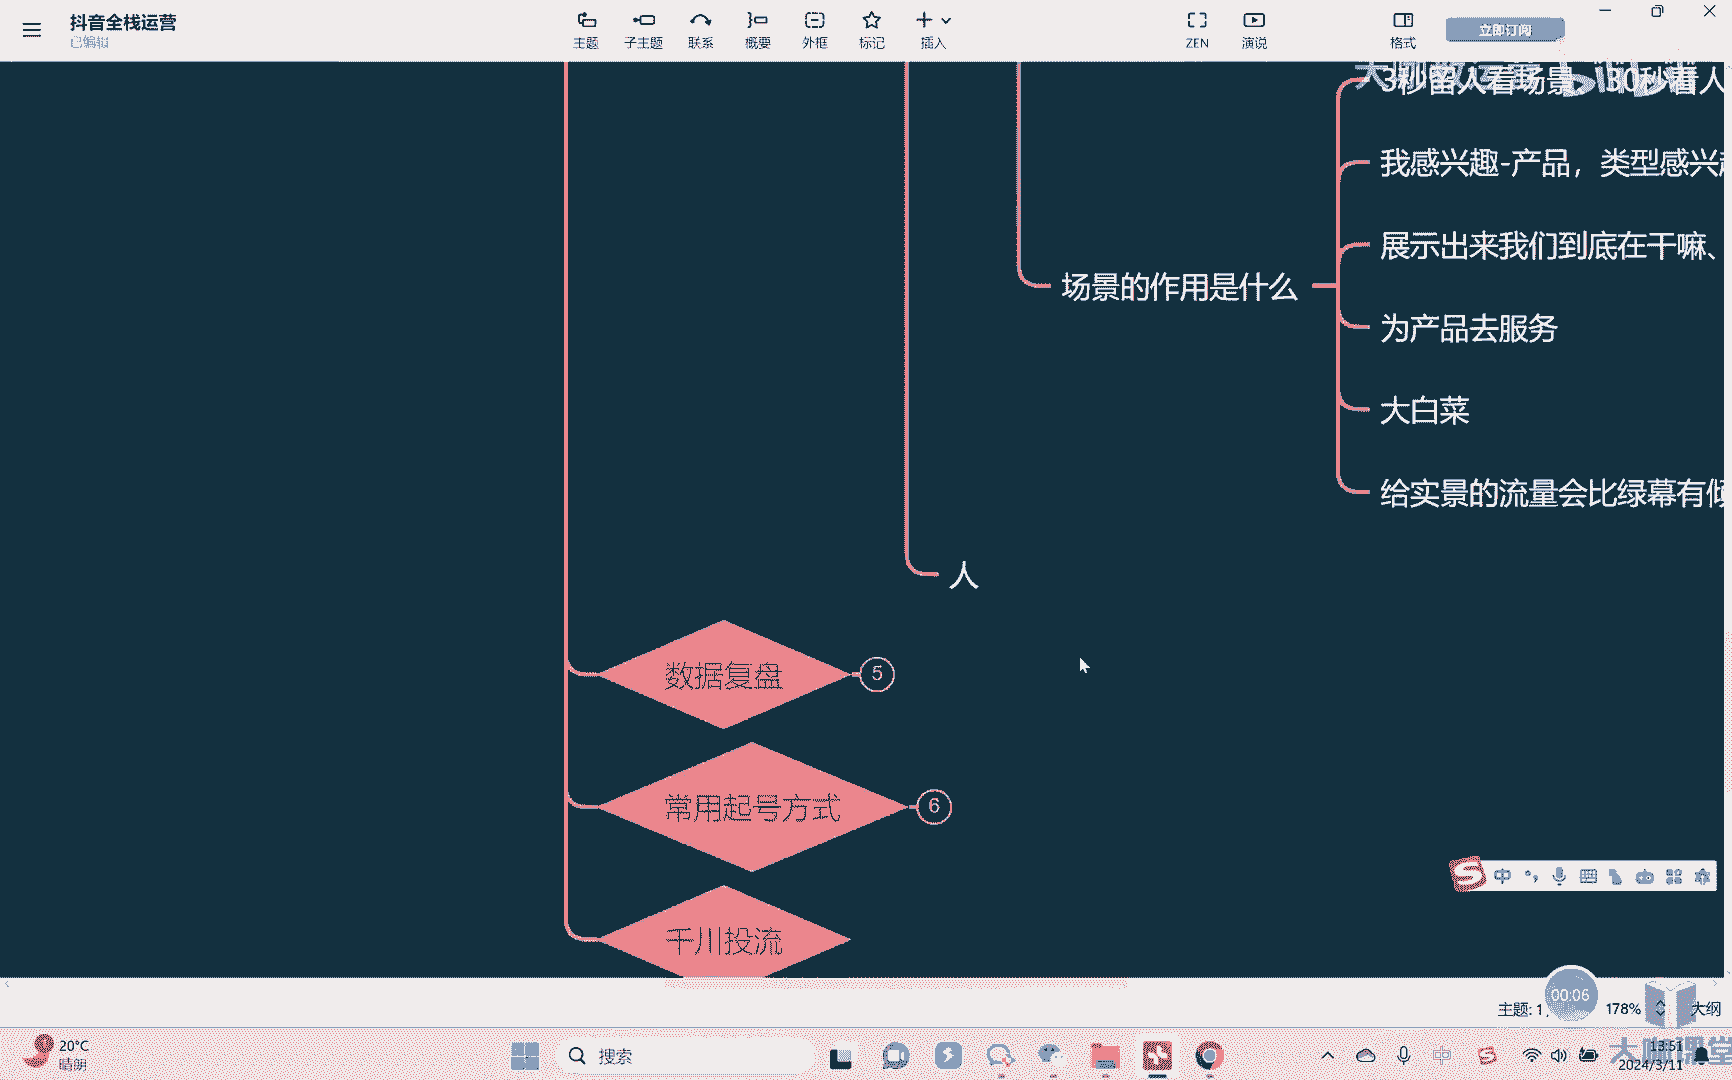 抖音全栈运营
已编辑
主题
子主题
联系
概要
外框
标记
插入
ZEN
演说
格式
立即订阅
3秒留人看场景、30秒看人
我感兴趣-产品，类型感兴
展示出来我们到底在干嘛、
场景的作用是什么
为产品去服务
大白菜
给实景的流量会比绿幕有
人
数据复盘
5
常用起号方式
6
千川投流
中
00:06
主题: 1
178%
大纲
20°C
晴朗
搜索
中
13:51
2024/3/11
大咖课堂